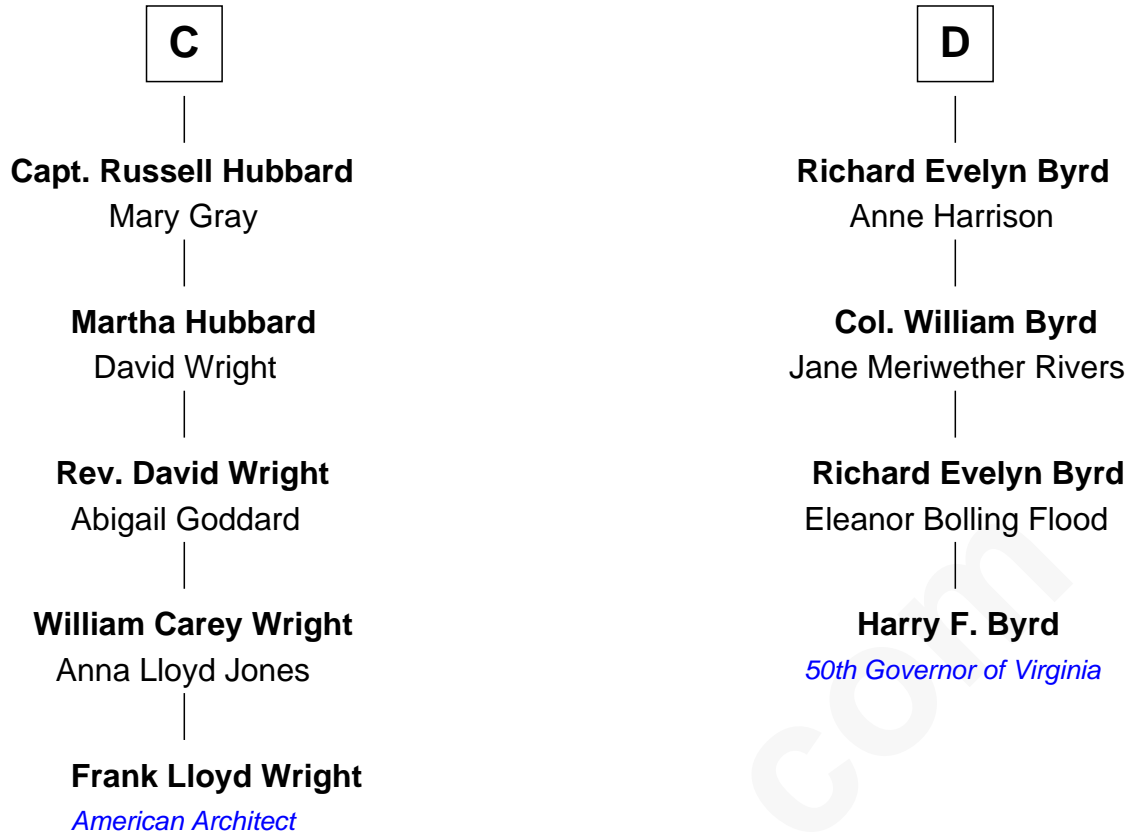 C
Capt. Russell Hubbard
Mary Gray
Martha Hubbard
David Wright
Rev. David Wright
Abigail Goddard
William Carey Wright
Anna Lloyd Jones
Frank Lloyd Wright
American Architect
D
Richard Evelyn Byrd
Anne Harrison
Col. William Byrd
Jane Meriwether Rivers
Richard Evelyn Byrd
Eleanor Bolling Flood
Harry F. Byrd
50th Governor of Virginia
com